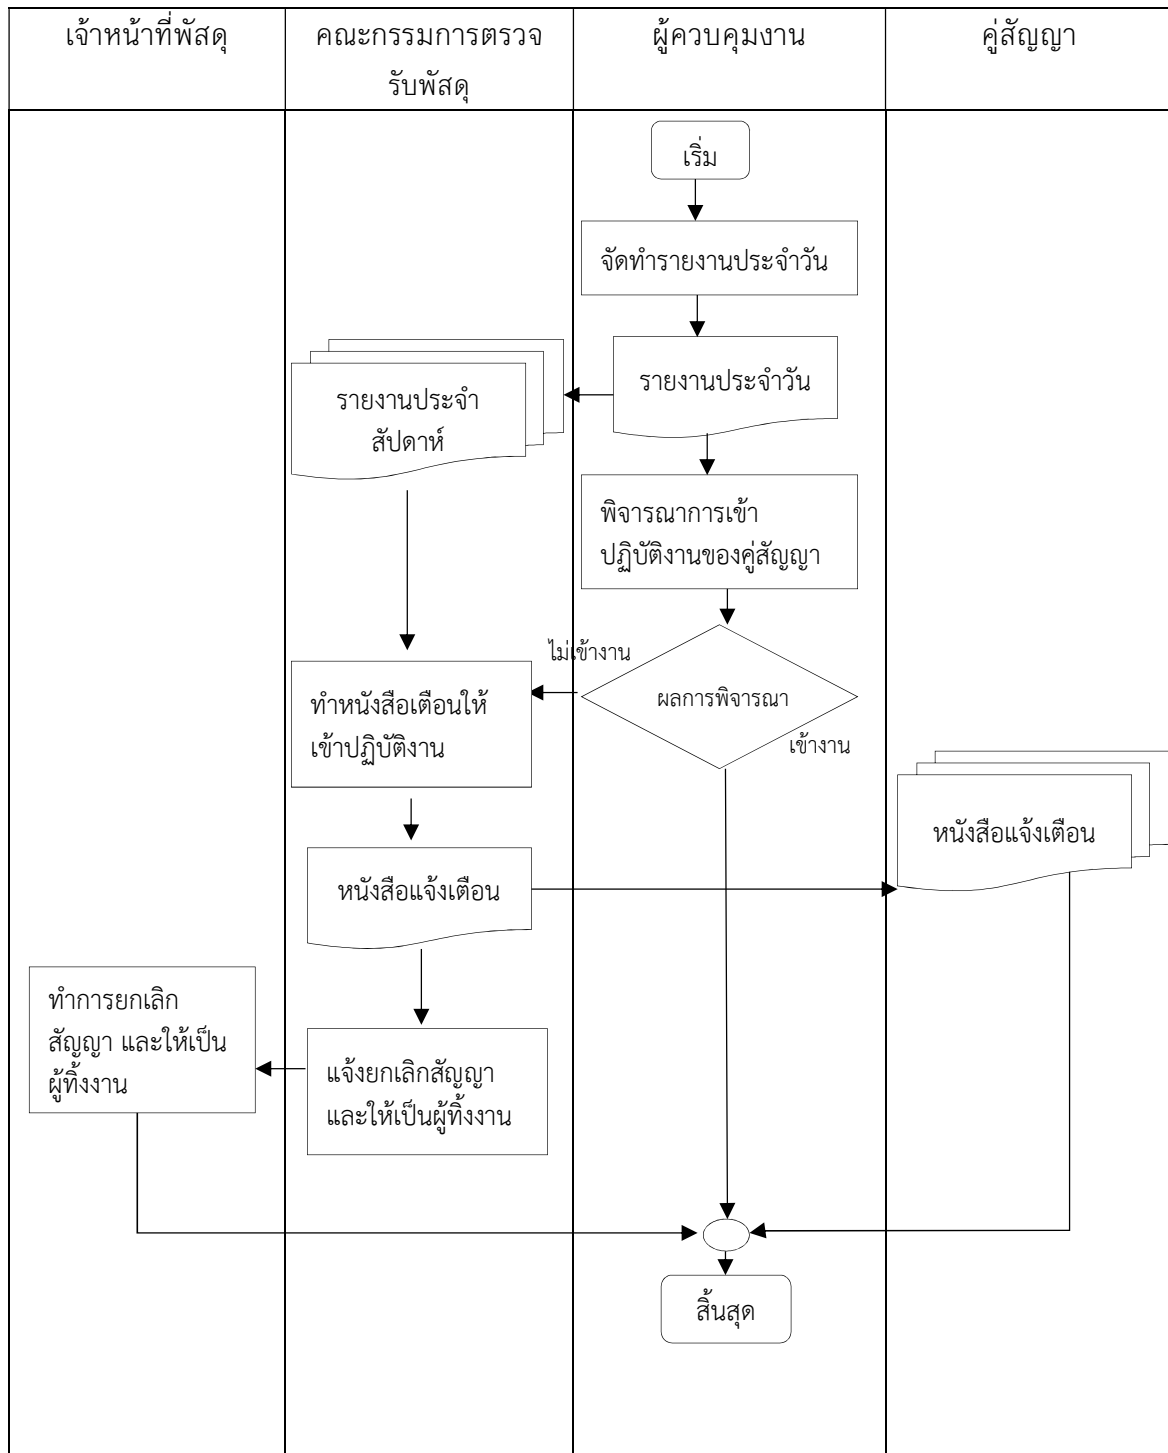 เจ้าหน้าที่พัสดุ
คณะกรรมการตรวจ
รับพัสดุ
ผู้ควบคุมงาน
คู่สัญญา
เริ่ม
จัดทำรายงานประจำวัน
รายงานประจำวัน
รายงานประจำ
สัปดาห์
พิจารณาการเข้า
ปฏิบัติงานของคู่สัญญา
ไม่เข้างาน
ผลการพิจารณา
เข้างาน
ทำหนังสือเตือนให้
เข้าปฏิบัติงาน
หนังสือแจ้งเตือน
หนังสือแจ้งเตือน
ทำการยกเลิก
สัญญา และให้เป็น
ผู้ทิ้งงาน
แจ้งยกเลิกสัญญา
และให้เป็นผู้ทิ้งงาน
สิ้นสุด